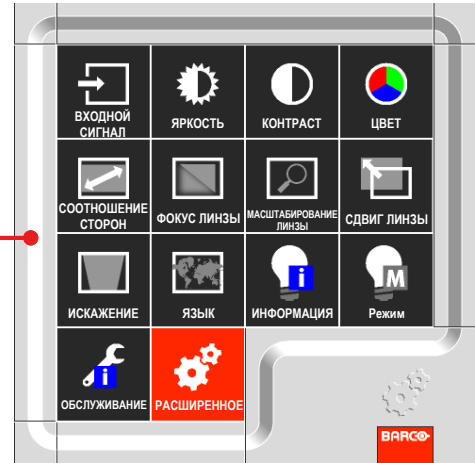 ВХОДНОЙ
СИГНАЛ
ЯРКОСТЬ
КОНТРАСТ
ЦВЕТ
СООТНОШЕНИЕ
СТОРОН
ФОКУС ЛИНЗЫ
МАСШТАБИРОВАНИЕ
ЛИНЗЫ
СДВИГ ЛИНЗЫ
ИСКАЖЕНИЕ
ЯЗЫК
i
ИНФОРМАЦИЯ
M
Режим
i
ОБСЛУЖИВАНИЕ
РАСШИРЕННОЕ
BARCO